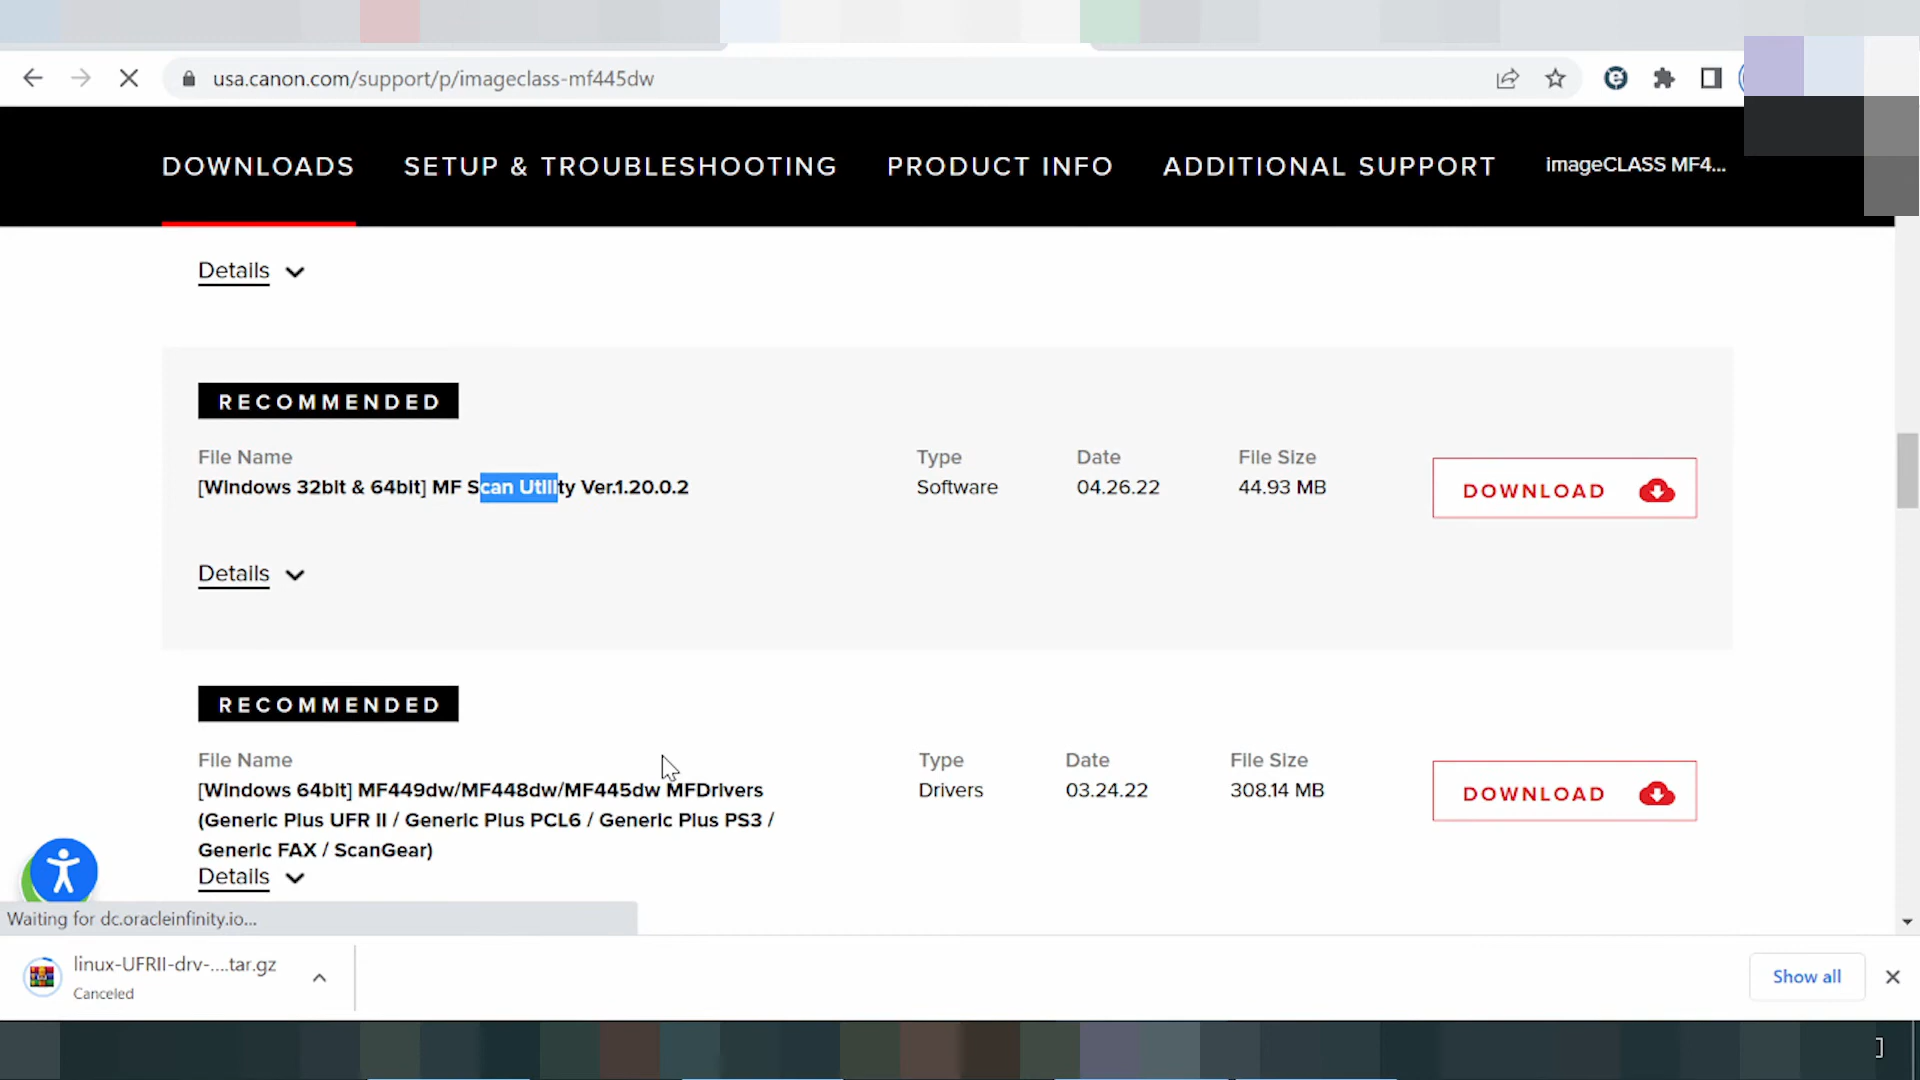 usa.canon.com/support/p/imageclass-mf445dw
DOWNLOADS SETUP & TROUBLESHOOTING PRODUCT INFO ADDITIONAL SUPPORT imageCLASS MF4...
Details
RECOMMENDED
File Name Type Date File Size
[Windows 32bit & 64bit] MF Scan Utility Ver.1.20.0.2 Software 04.26.22 44.93 MB DOWNLOAD
Details
RECOMMENDED
File Name Type Date File Size
[Windows 64bit] MF449dw/MF448dw/MF445dw MFDrivers Drivers 03.24.22 308.14 MB DOWNLOAD
(Generic Plus UFR II / Generic Plus PCL6 / Generic Plus PS3 /
Generic FAX / ScanGear)
Details
Waiting for dc.oracleinfinity.io...
linux-UFRII-drv-....tar.gz
Canceled
Show all